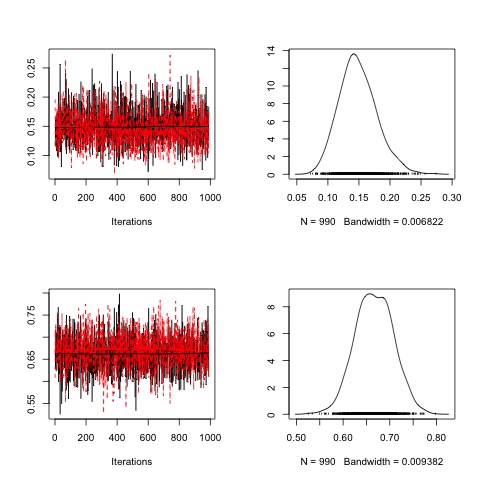 0.10 0.15 0.20 0.25
0 200 400 600 800 1000
Iterations
0 2 4 6 8 10 14
0.05 0.10 0.15 0.20 0.25 0.30
N = 990 Bandwidth = 0.006822
0.55 0.65 0.75
0 200 400 600 800 1000
Iterations
0 2 4 6 8
0.50 0.60 0.70 0.80
N = 990 Bandwidth = 0.009382